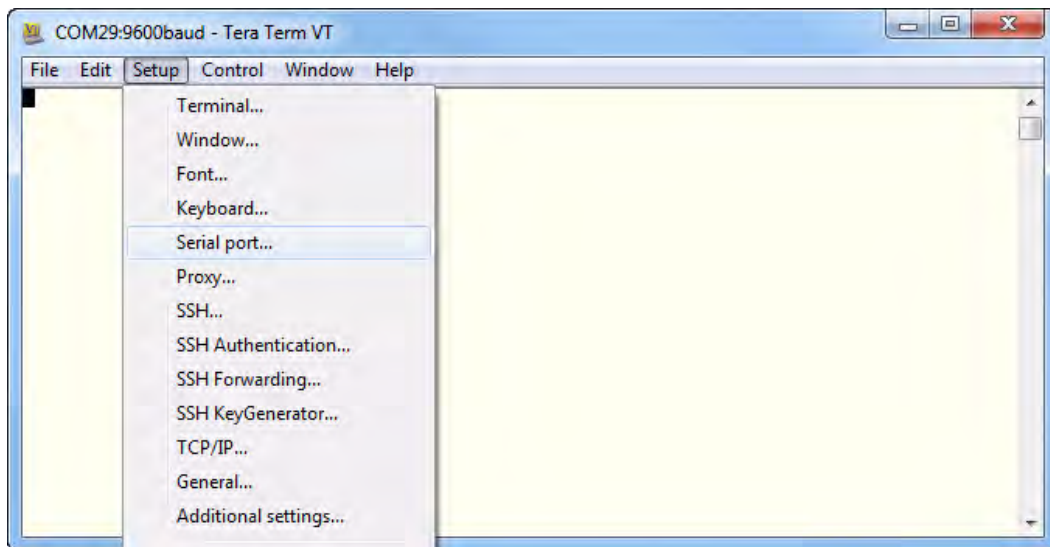 COM29:9600baud - Tera Term VT
File Edit Setup Control Window Help
Terminal...
Window...
Font...
Keyboard...
Serial port...
Proxy...
SSH...
SSH Authentication...
SSH Forwarding...
SSH KeyGenerator...
TCP/IP...
General...
Additional settings...